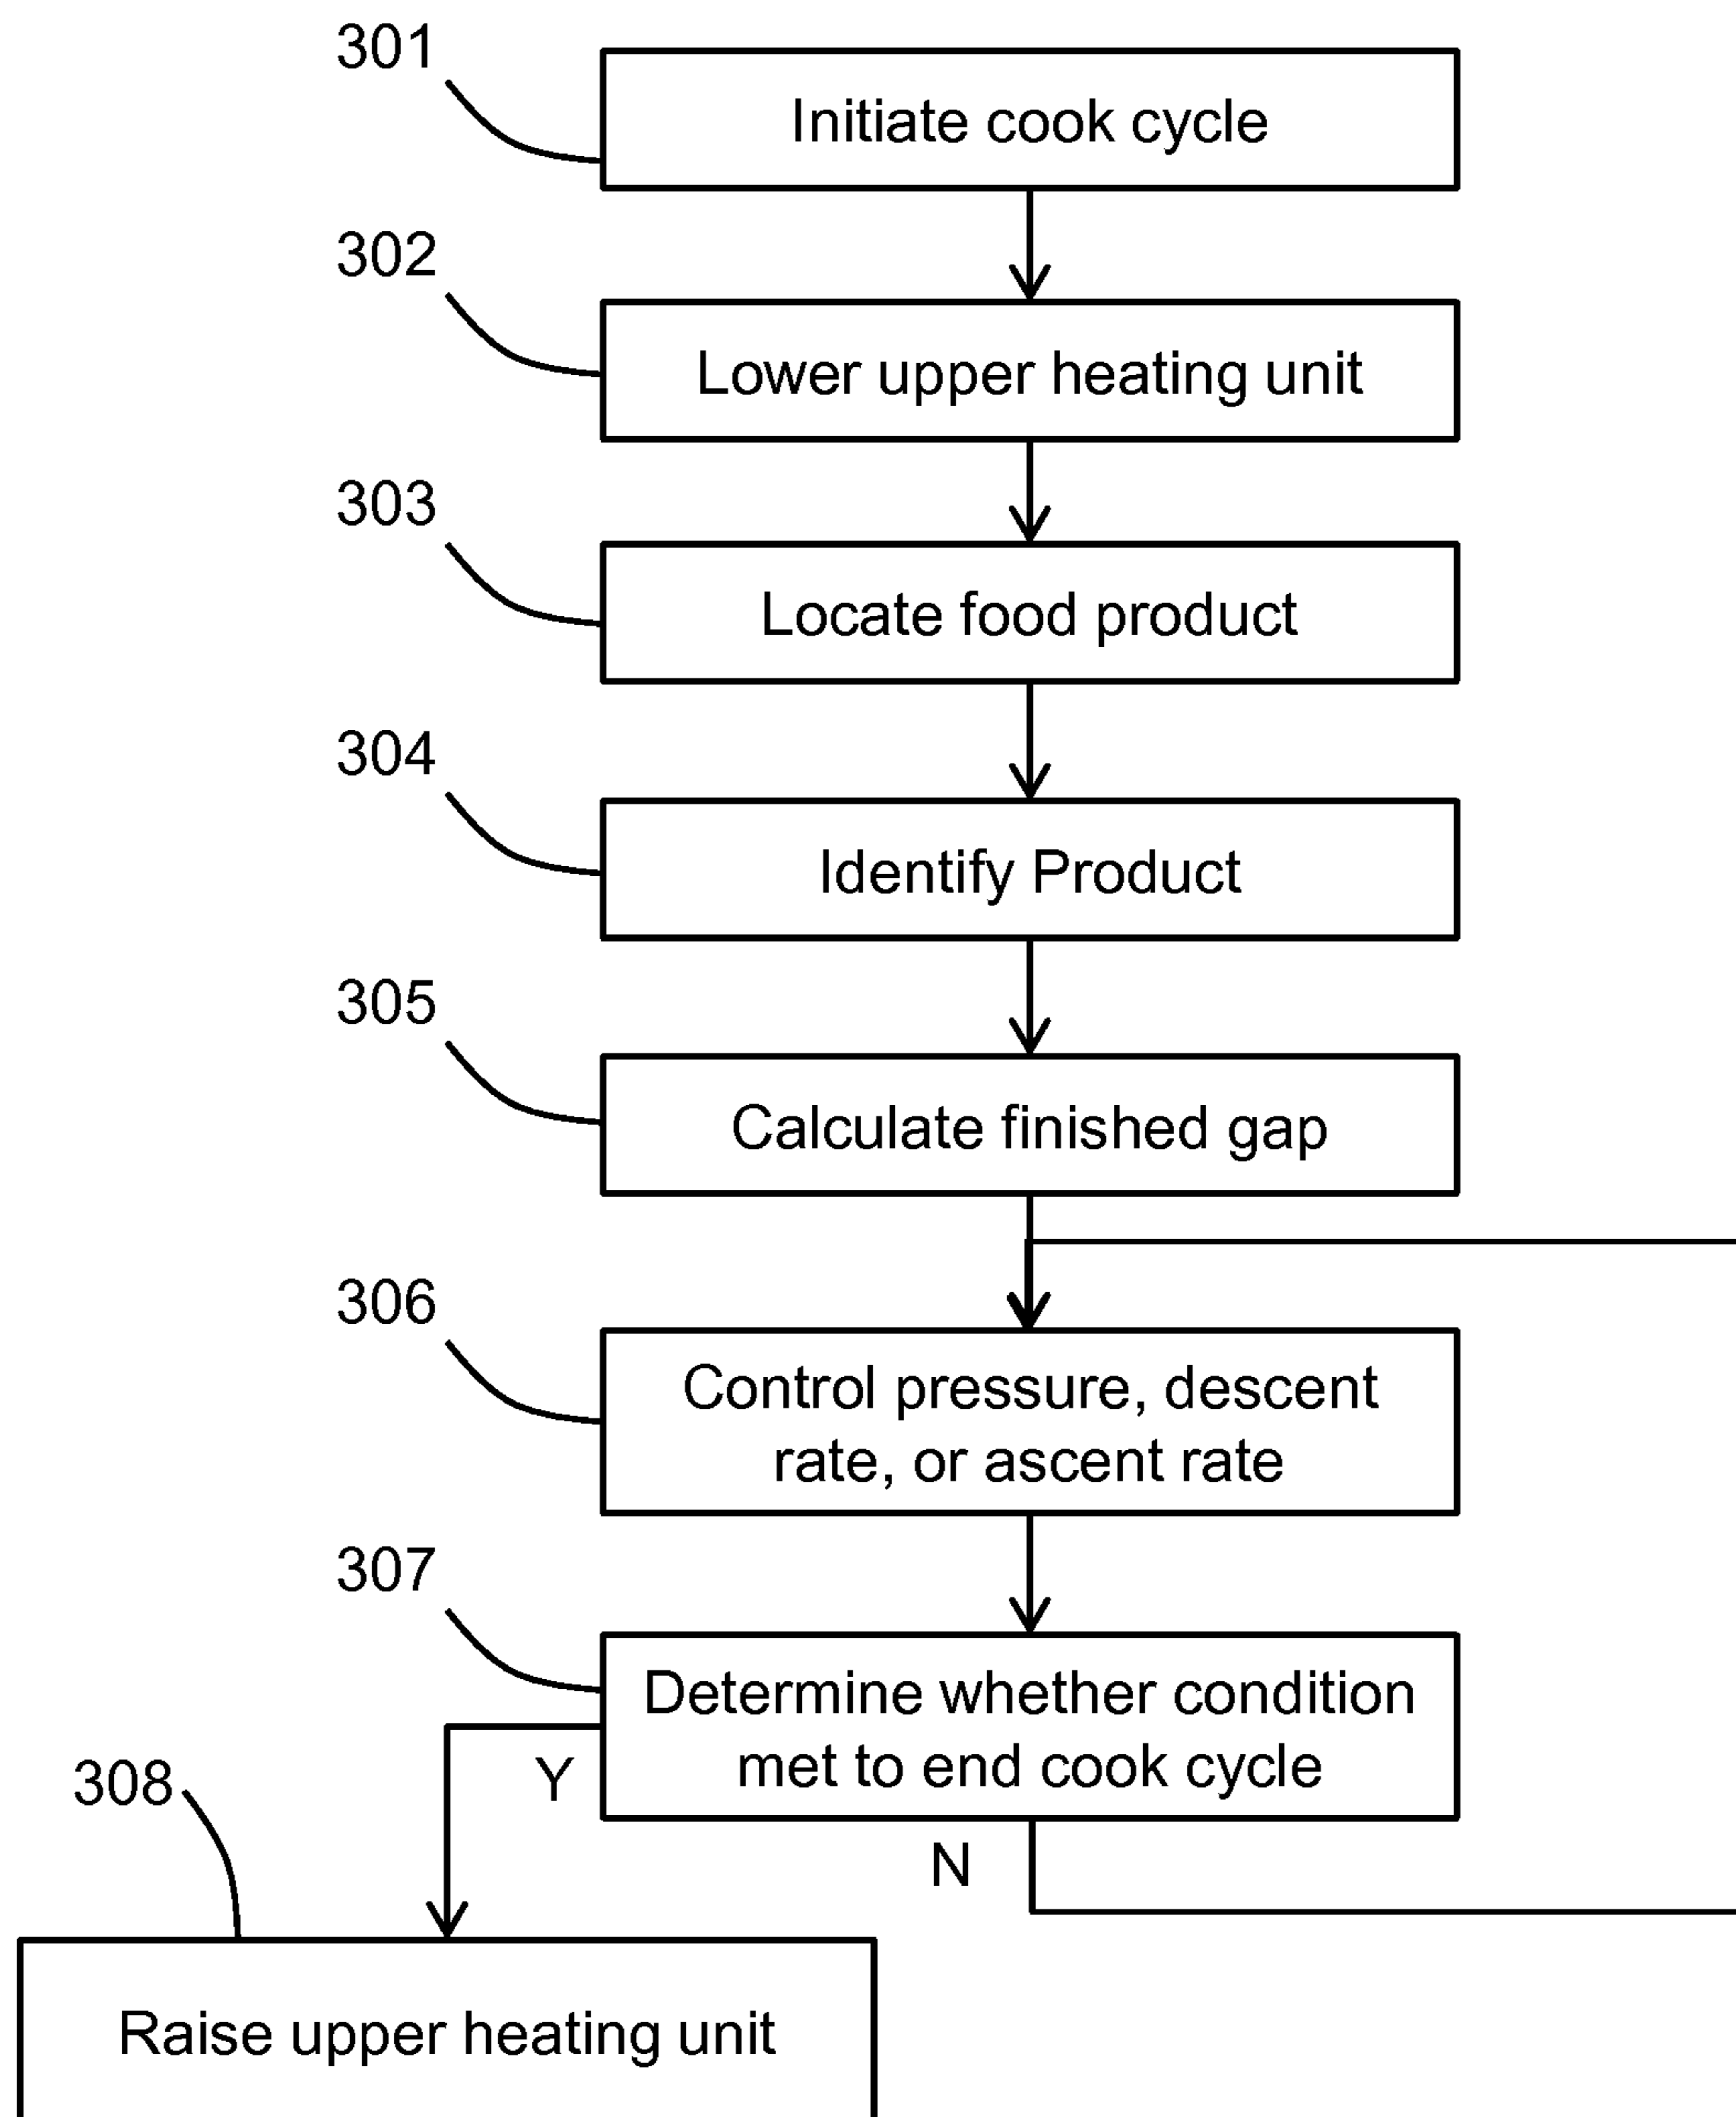 301
Initiate cook cycle
302
Lower upper heating unit
303
Locate food product
304
Identify Product
305
Calculate finished gap
306
Control pressure, descent
rate, or ascent rate
307
Determine whether condition
met to end cook cycle
Y
N
308
Raise upper heating unit